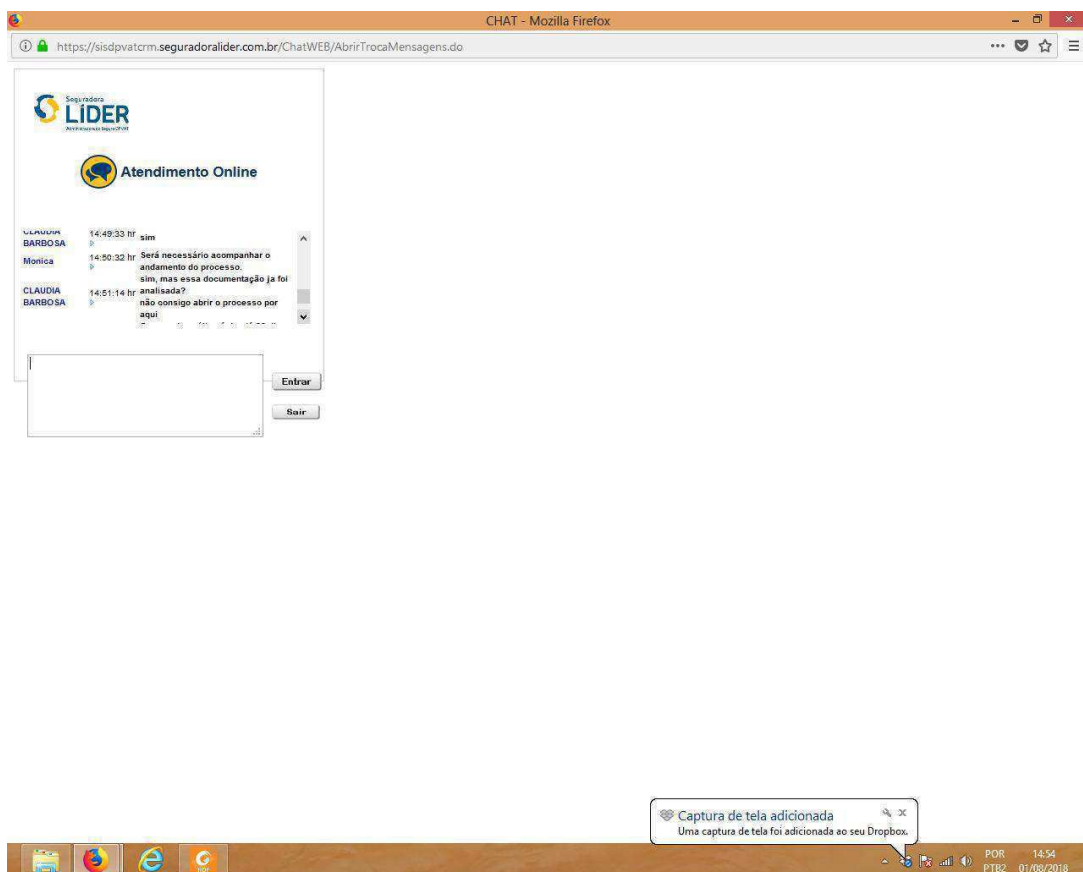 CHAT - Mozilla Firefox
https://sisdpvatcrm.seguradoralider.com.br/ChatWEB/AbrirTrocaMensagens.do
Seguradora
LÍDER
Atendimento Online
CLAUDIA BARBOSA 14:49:33 hr sim
Monica 14:50:32 hr Será necessário acompanhar o
andamento do processo.
sim, mas essa documentação ja foi
CLAUDIA BARBOSA 14:51:14 hr analisada?
não consigo abrir o processo por
aqui
Entrar
Sair
Captura de tela adicionada
Uma captura de tela foi adicionada ao seu Dropbox.
POR 14:54
PTB2 01/08/2018